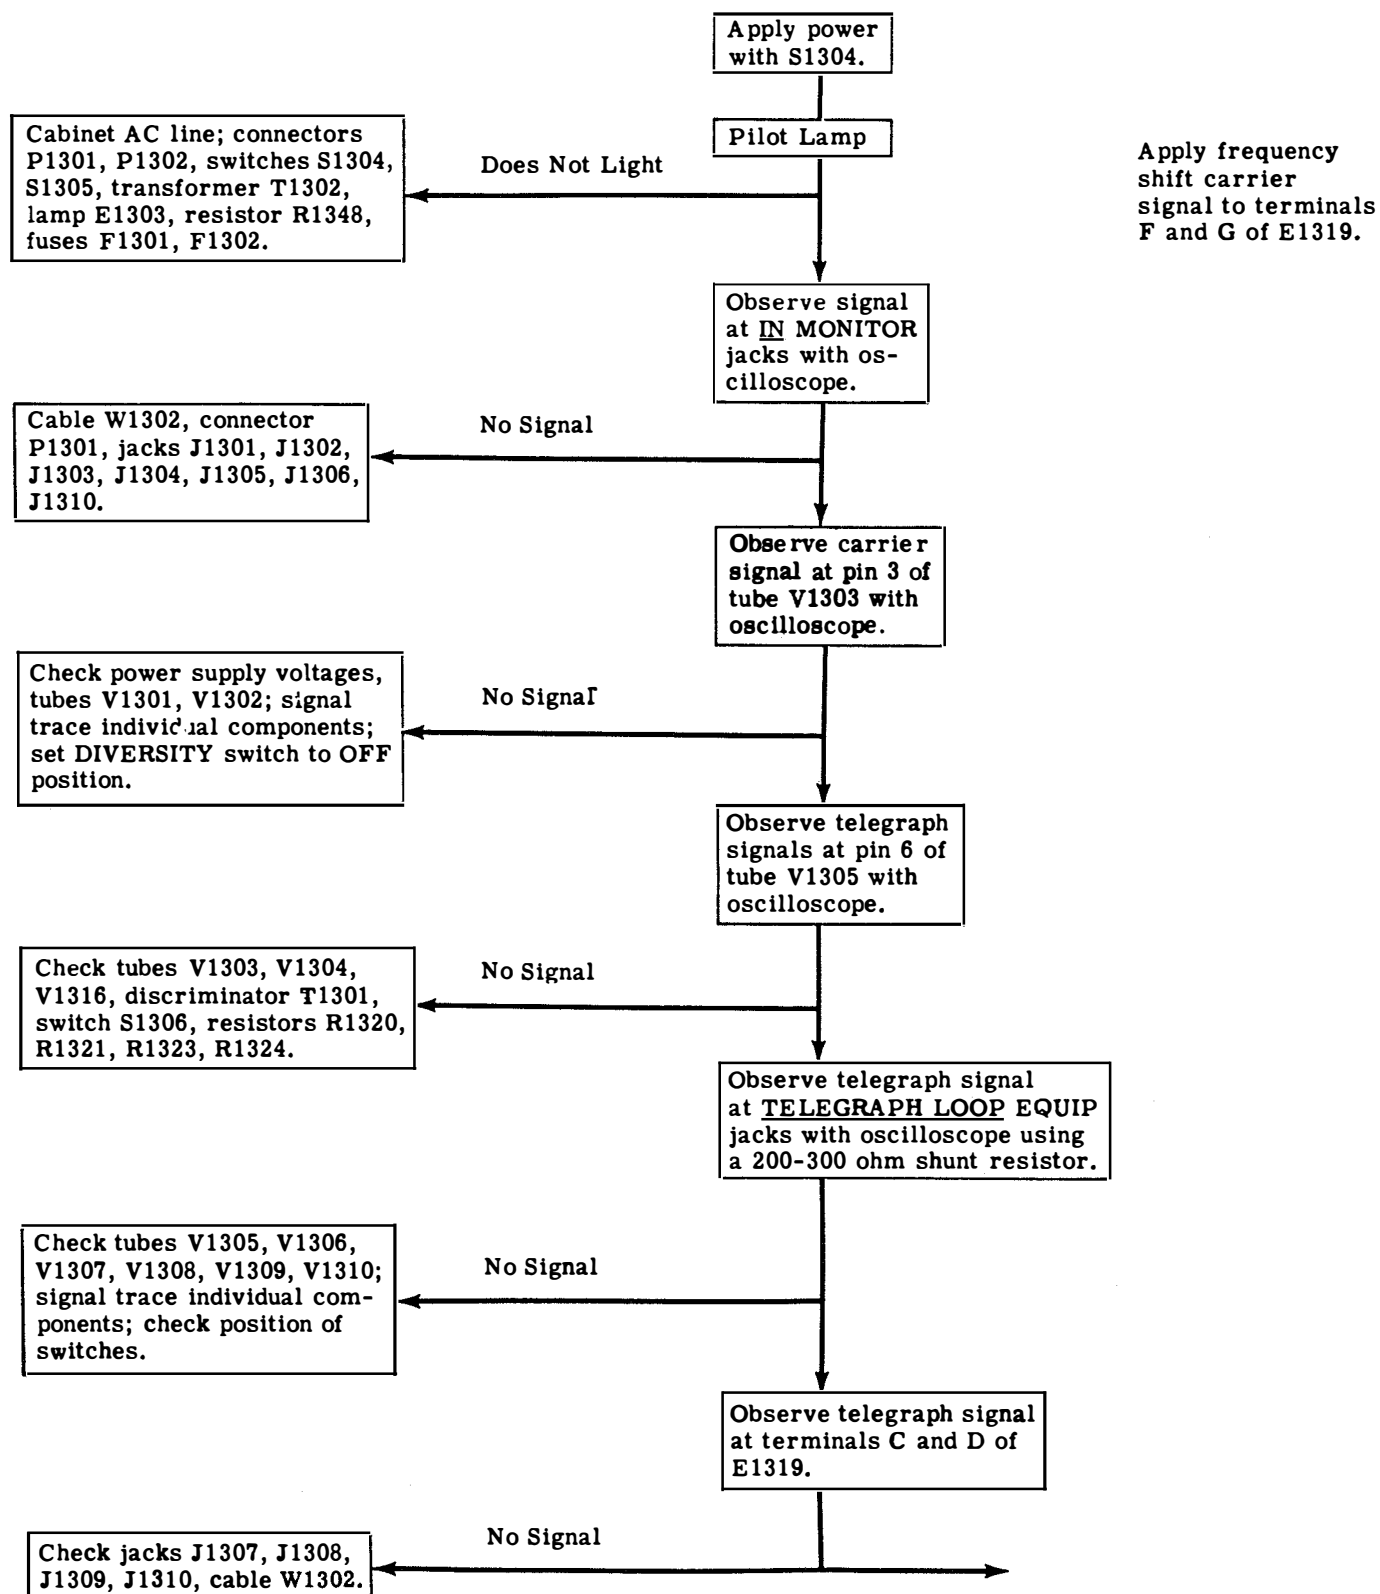 Apply power
with S1304.
Pilot Lamp
Cabinet AC line; connectors
P1301, P1302, switches S1304,
S1305, transformer T1302,
lamp E1303, resistor R1348,
fuses F1301, F1302.
Does Not Light
Apply frequency
shift carrier
signal to terminals
F and G of E1319.
Observe signal
at IN MONITOR
jacks with os-
cilloscope.
Cable W1302, connector
P1301, jacks J1301, J1302,
J1303, J1304, J1305, J1306,
J1310.
No Signal
Observe carrier
signal at pin 3 of
tube V1303 with
oscilloscope.
Check power supply voltages,
tubes V1301, V1302; signal
trace individual components;
set DIVERSITY switch to OFF
position.
No Signal
Observe telegraph
signals at pin 6 of
tube V1305 with
oscilloscope.
Check tubes V1303, V1304,
V1316, discriminator T1301,
switch S1306, resistors R1320,
R1321, R1323, R1324.
No Signal
Observe telegraph signal
at TELEGRAPH LOOP EQUIP
jacks with oscilloscope using
a 200-300 ohm shunt resistor.
Check tubes V1305, V1306,
V1307, V1308, V1309, V1310;
signal trace individual com-
ponents; check position of
switches.
No Signal
Observe telegraph signal
at terminals C and D of
E1319.
Check jacks J1307, J1308,
J1309, J1310, cable W1302.
No Signal